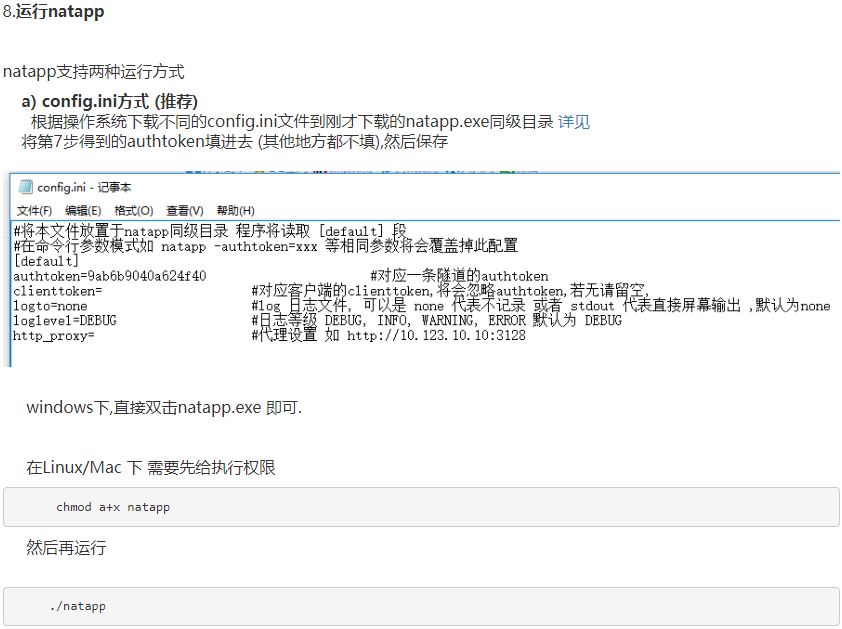 8.运行natapp
natapp支持两种运行方式
a) config.ini方式 (推荐)
根据操作系统下载不同的config.ini文件到刚才下载的natapp.exe同级目录 详见
将第7步得到的authtoken填进去 (其他地方都不填),然后保存
config.ini - 记事本
文件(F) 编辑(E) 格式(O) 查看(V) 帮助(H)
#将本文件放置于natapp同级目录 程序将读取 [default] 段
#在命令行参数模式如 natapp -authtoken=xxx 等相同参数将会覆盖掉此配置
[default]
authtoken=9ab6b9040a624f40 #对应一条隧道的authtoken
clienttoken= #对应客户端的clienttoken,将会忽略authtoken,若无请留空,
logto=none #log 日志文件, 可以是 none 代表不记录 或者 stdout 代表直接屏幕输出 ,默认为none
loglevel=DEBUG #日志等级 DEBUG, INFO, WARNING, ERROR 默认为 DEBUG
http_proxy= #代理设置 如 http://10.123.10.10:3128
windows下,直接双击natapp.exe 即可.
在Linux/Mac 下 需要先给执行权限
chmod a+x natapp
然后再运行
./natapp